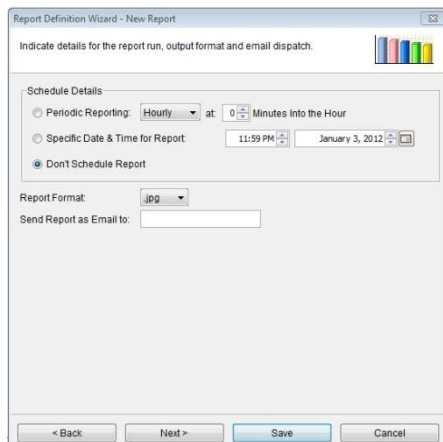 Report Definition Wizard - New Report
Indicate details for the report run, output format and email dispatch.
Schedule Details
Periodic Reporting: Hourly at: 0 Minutes Into the Hour
Specific Date & Time for Report: 11:59 PM January 3, 2012
Don't Schedule Report
Report Format: .jpg
Send Report as Email to:
< Back Next > Save Cancel